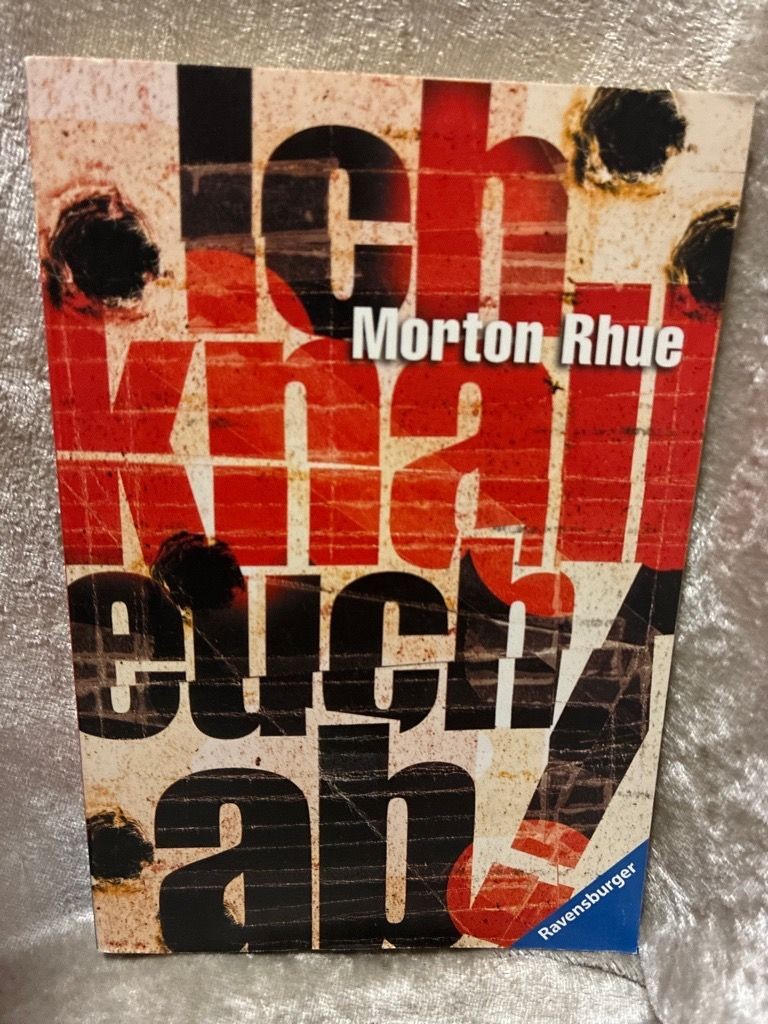 Ich
Morton Rhue
knall
euch
ab!
Ravensburger